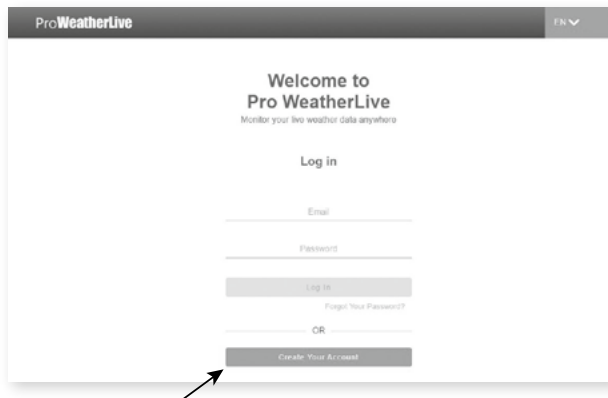 ProWeatherLive
EN
Welcome to
Pro WeatherLive
Monitor your live weather data anywhere
Log in
Email
Password
Log In
Forgot Your Password?
OR
Create Your Account